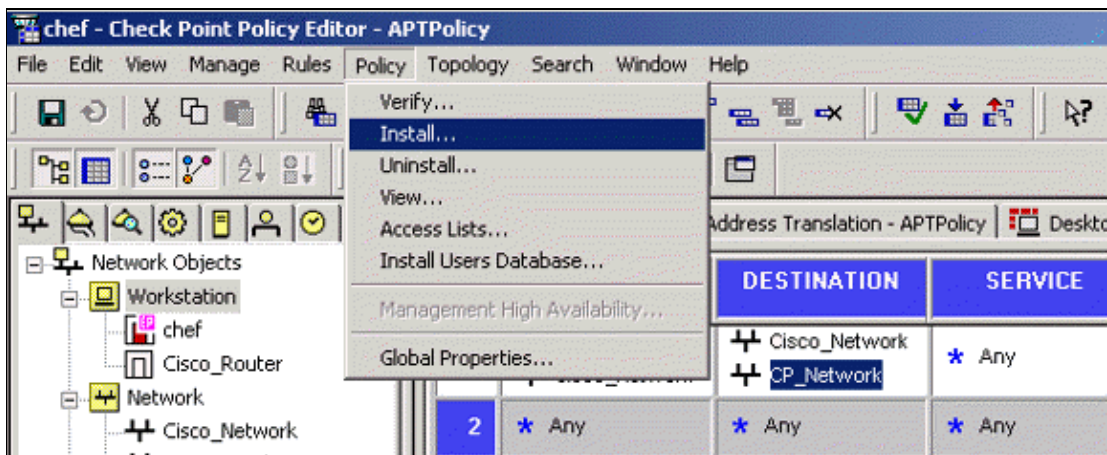 chef - Check Point Policy Editor - APTPolicy
File Edit View Manage Rules Policy Topology Search Window Help
Verify...
Install...
Uninstall...
View...
Access Lists...
Install Users Database...
Management High Availability...
Global Properties...
Address Translation - APTPolicy
Network Objects
Workstation
chef
Cisco_Router
Network
Cisco_Network
DESTINATION SERVICE
Cisco_Network
CP_Network
* Any
2 * Any * Any * Any